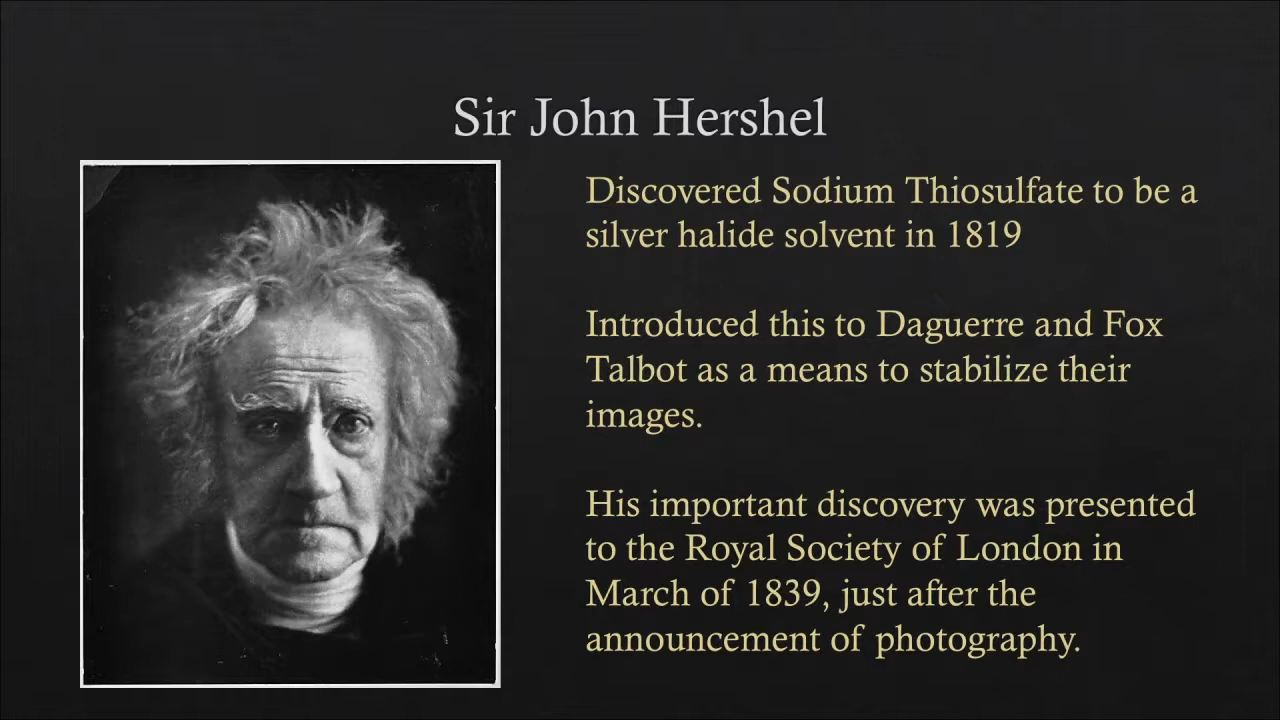 Sir John Hershel
Discovered Sodium Thiosulfate to be a
silver halide solvent in 1819
Introduced this to Daguerre and Fox
Talbot as a means to stabilize their
images.
His important discovery was presented
to the Royal Society of London in
March of 1839, just after the
announcement of photography.